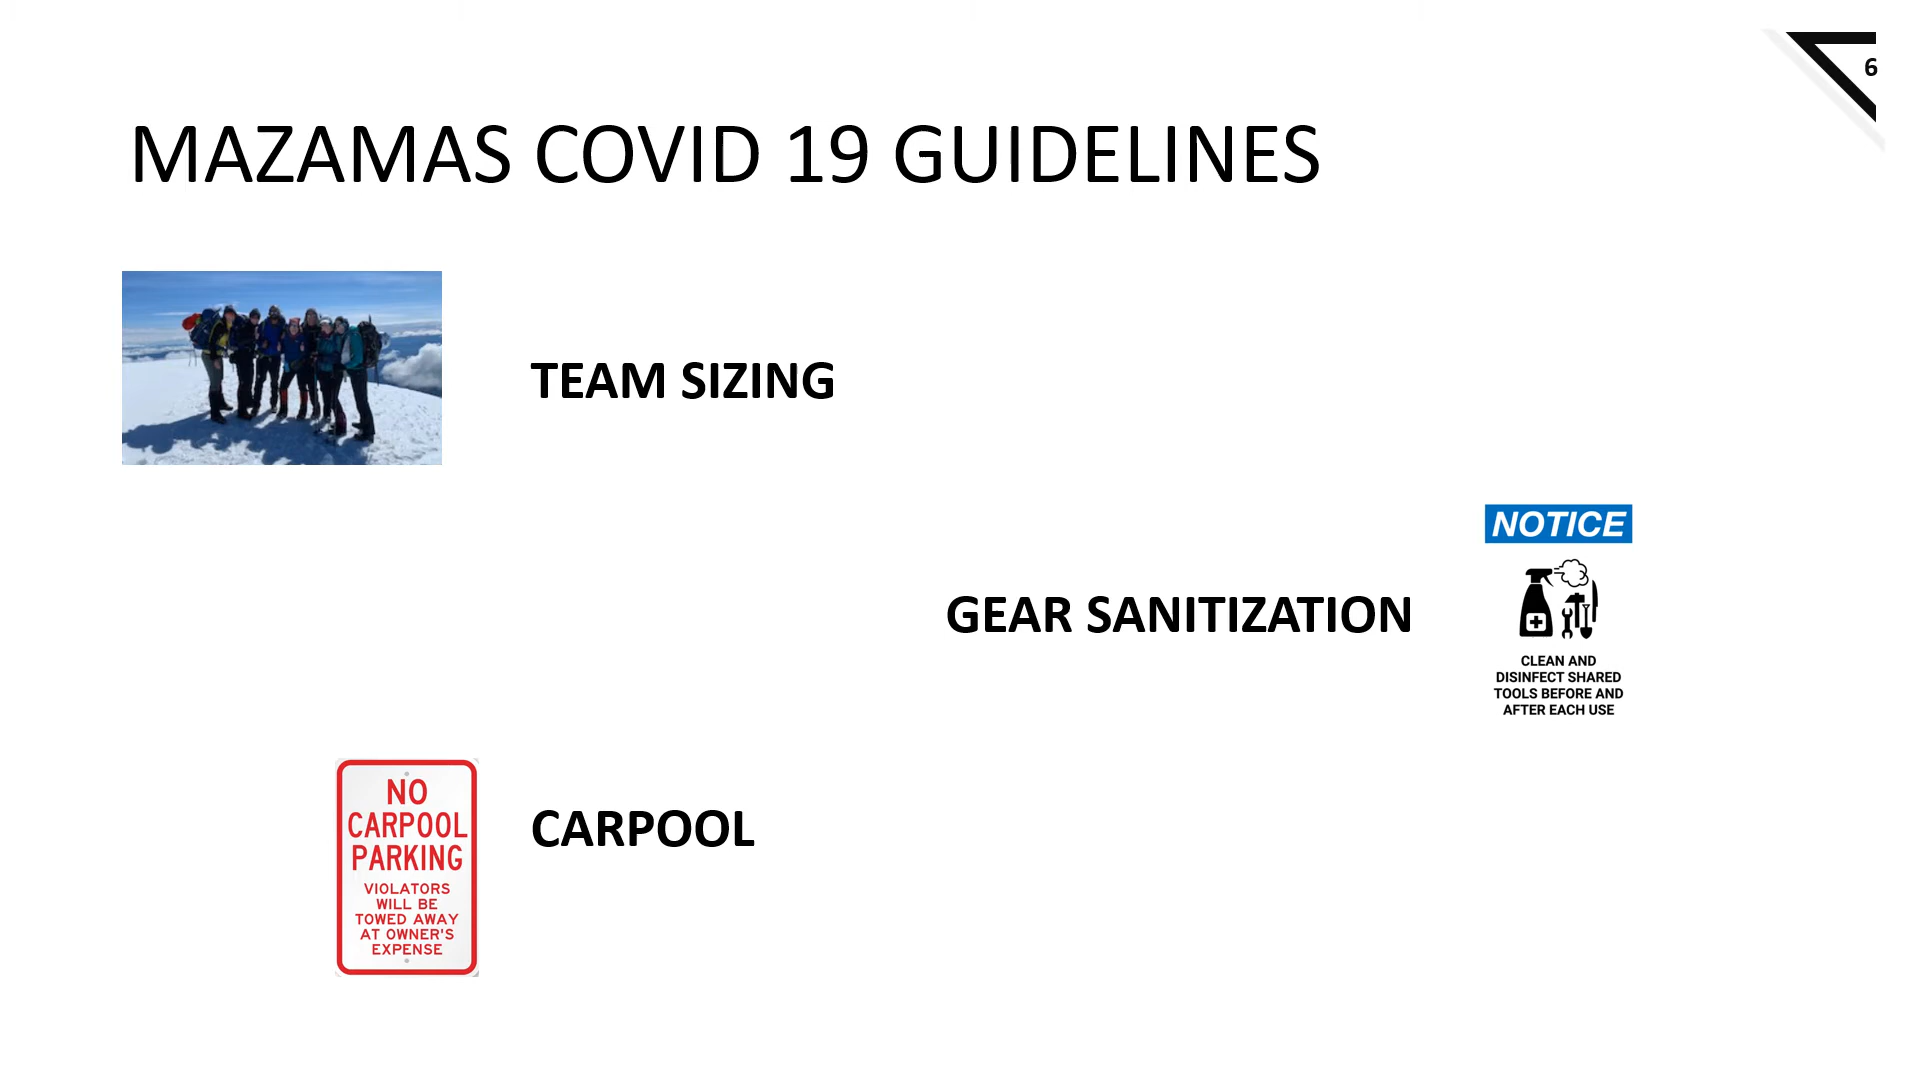 6
MAZAMAS COVID 19 GUIDELINES
TEAM SIZING
NOTICE
GEAR SANITIZATION
CLEAN AND
DISINFECT SHARED
TOOLS BEFORE AND
AFTER EACH USE
NO
CARPOOL
PARKING
VIOLATORS
WILL BE
TOWED AWAY
AT OWNER'S
EXPENSE
CARPOOL